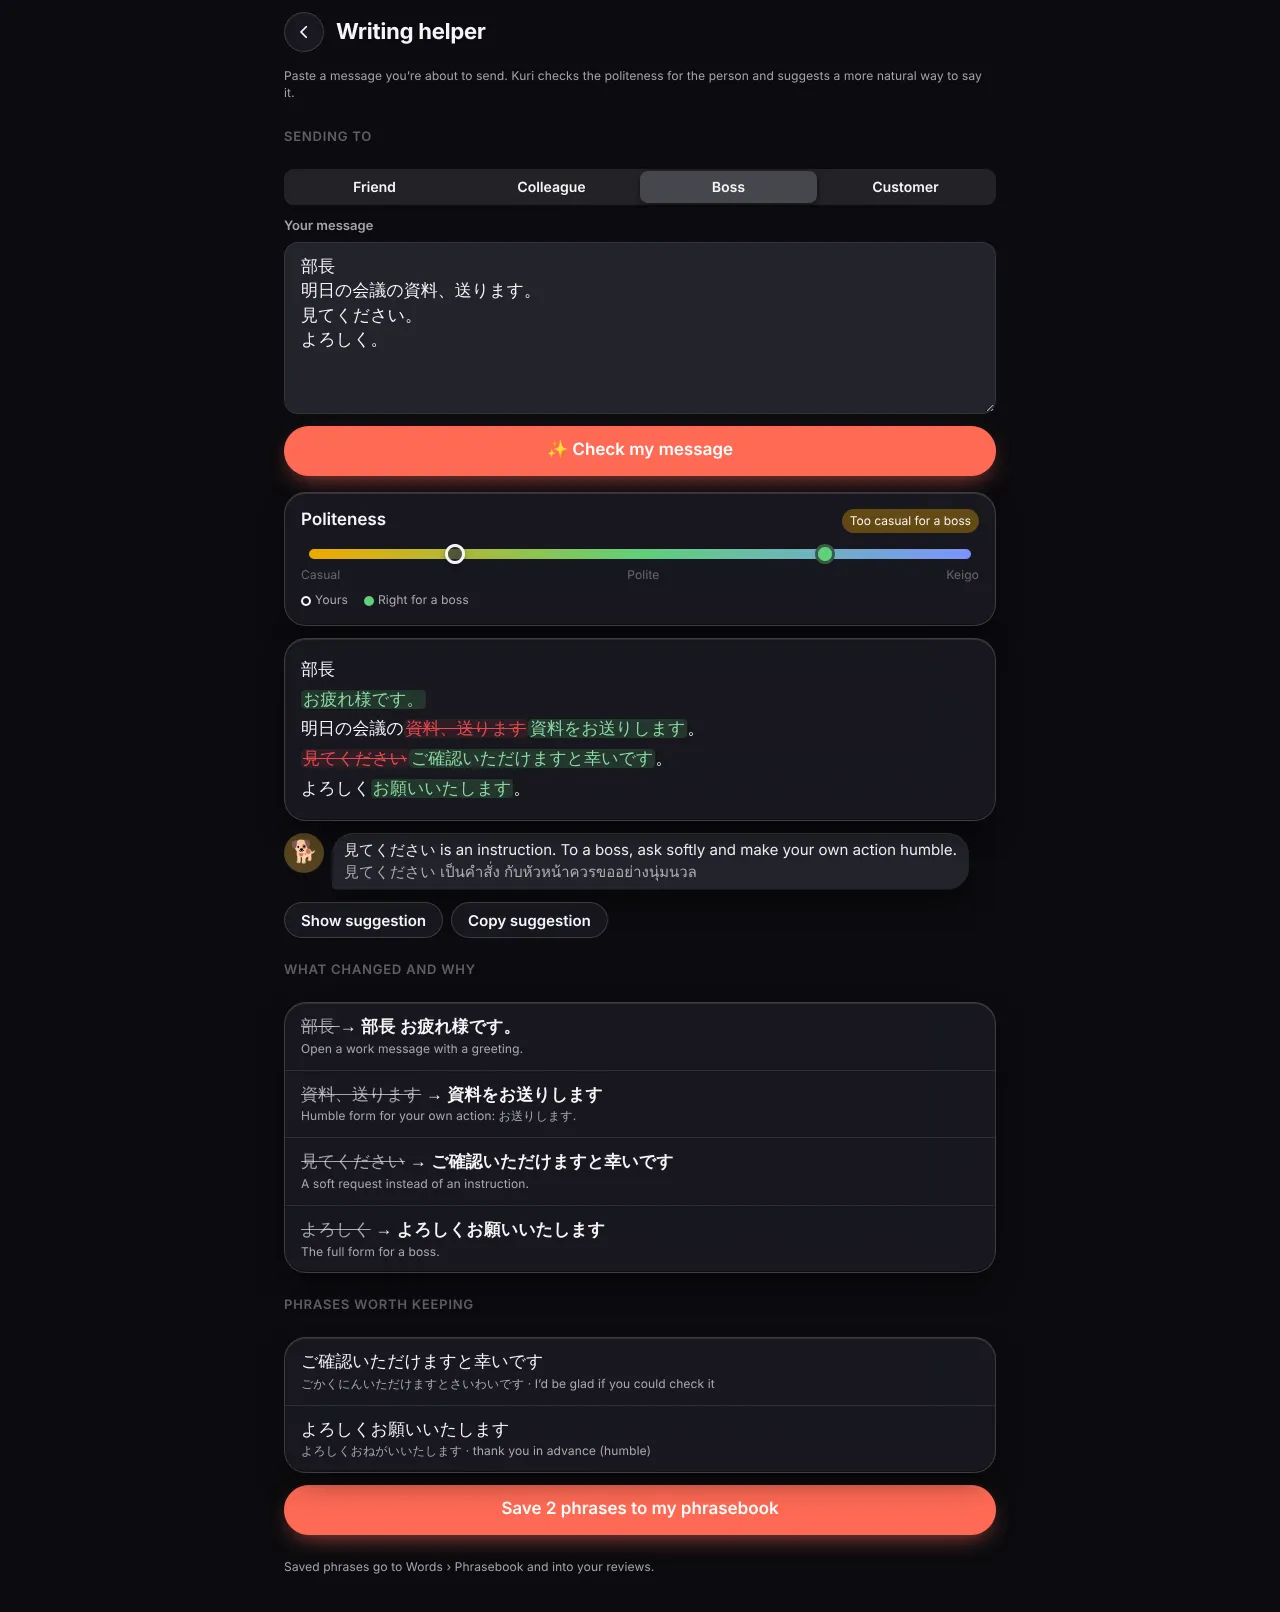 Writing helper
Paste a message you're about to send. Kuri checks the politeness for the person and suggests a more natural way to say
it.
SENDING TO
Friend Colleague Boss Customer
Your message
部長
明日の会議の資料、送ります。
見てください。
よろしく。
✨ Check my message
Politeness Too casual for a boss
Casual Polite Keigo
Yours Right for a boss
部長
お疲れ様です。
明日の会議の資料、送ります資料をお送りします。
見てくださいご確認いただけますと幸いです。
よろしくお願いいたします。
見てください is an instruction. To a boss, ask softly and make your own action humble.
見てください เป็นคำสั่ง กับหัวหน้าควรขออย่างนุ่มนวล
Show suggestion Copy suggestion
WHAT CHANGED AND WHY
部長 → 部長 お疲れ様です。
Open a work message with a greeting.
資料、送ります → 資料をお送りします
Humble form for your own action: お送りします.
見てください → ご確認いただけますと幸いです
A soft request instead of an instruction.
よろしく → よろしくお願いいたします
The full form for a boss.
PHRASES WORTH KEEPING
ご確認いただけますと幸いです
ごかくにんいただけますとさいわいです · I'd be glad if you could check it
よろしくお願いいたします
よろしくおねがいいたします · thank you in advance (humble)
Save 2 phrases to my phrasebook
Saved phrases go to Words › Phrasebook and into your reviews.